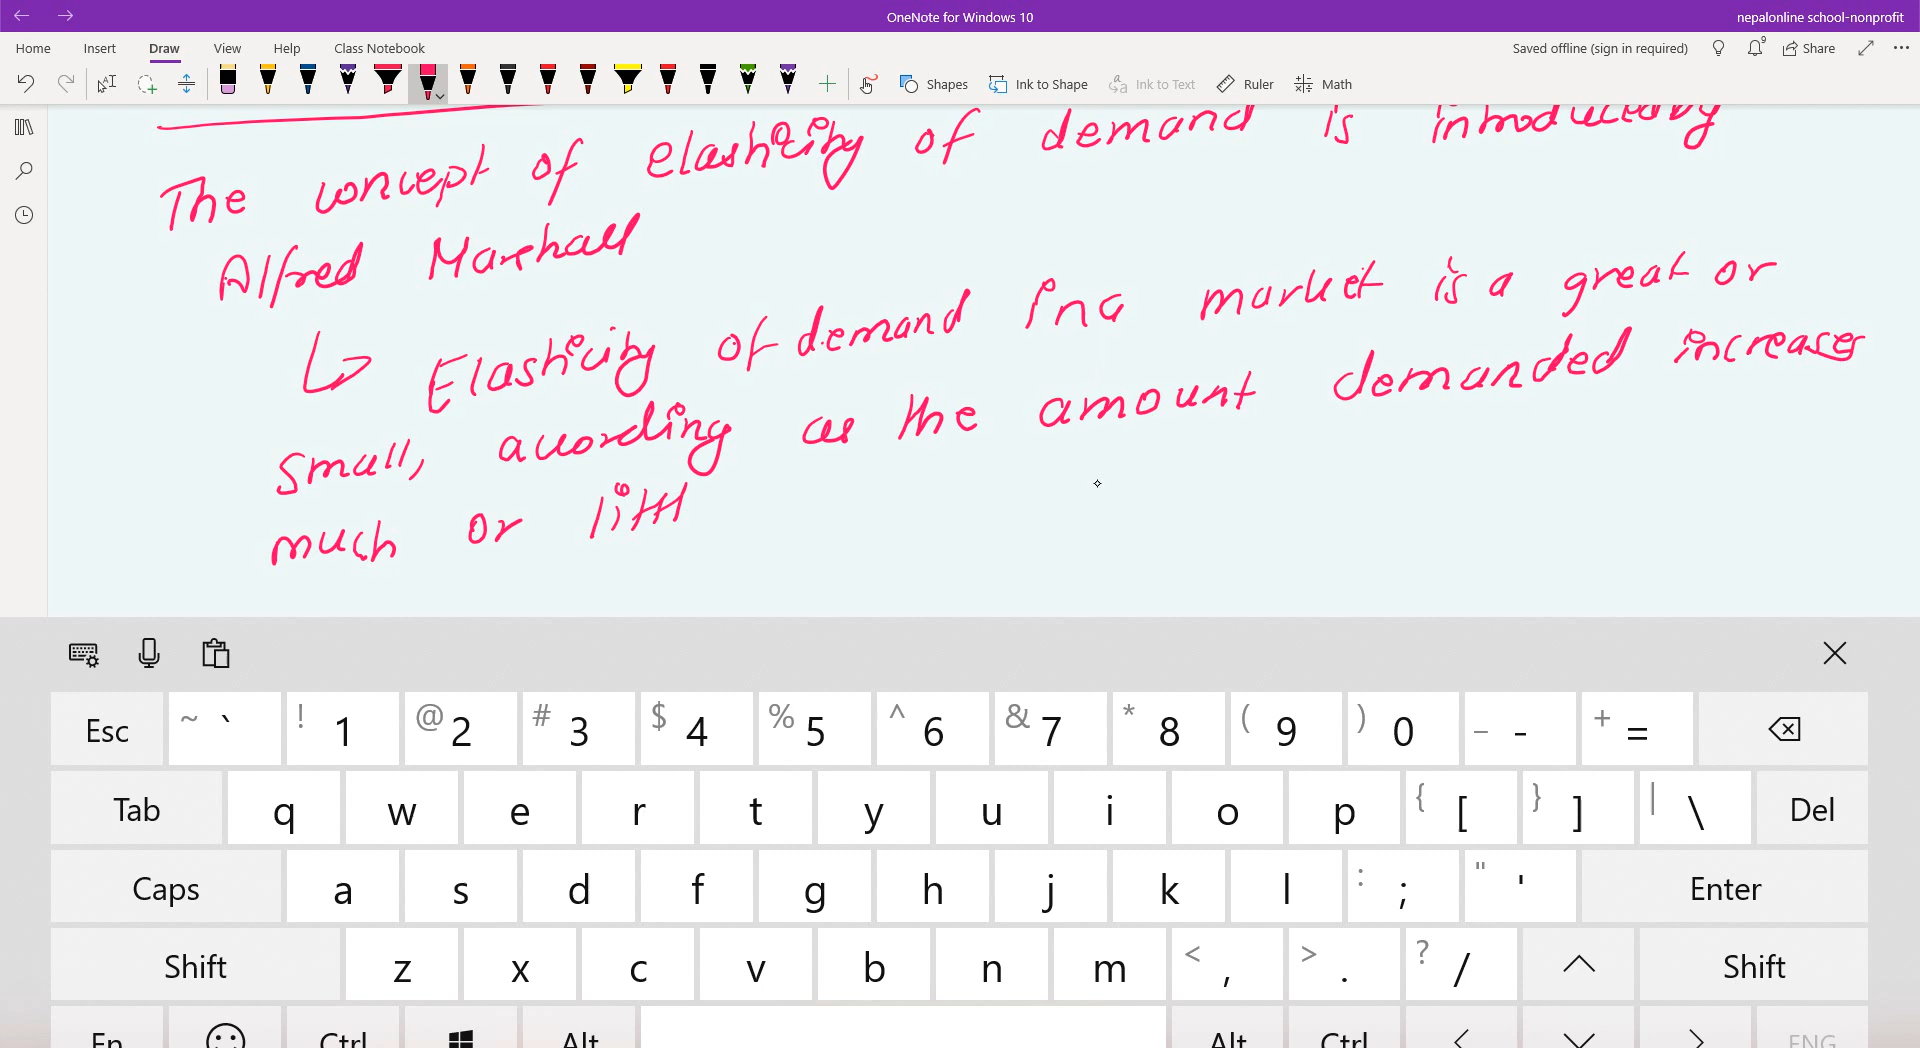 OneNote for Windows 10
nepalonline school-nonprofit
Home Insert Draw View Help Class Notebook
Saved offline (sign in required)
9
Share
Shapes Ink to Shape Ink to Text Ruler Math
The concept of elasticity of demand is
Alfred Marshall
Elasticity of demand in a market is a great or
small, according as the amount demanded increases
much or littl
Esc ~ ` ! 1 @ 2 # 3 $ 4 % 5 ^ 6 & 7 * 8 ( 9 ) 0 _ - + =
Tab q w e r t y u i o p { [ } ] | \ Del
Caps a s d f g h j k l : ; " ' Enter
Shift z x c v b n m < , > . ? / Shift
Fn Ctrl Alt Alt Ctrl ENG